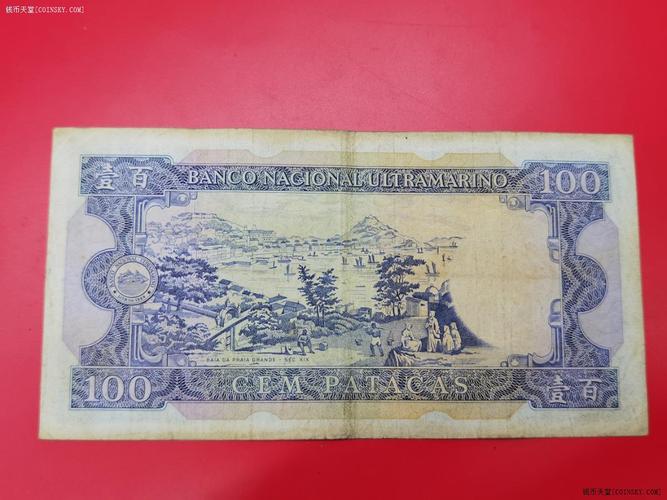 钱币天堂[COINSKY.COM]
壹百
BANCO NACIONAL ULTRAMARINO
100
BAIA DA PRAIA GRANDE - SÉC. XIX
100
CEM PATACAS
壹百
钱币天堂[COINSKY.COM]